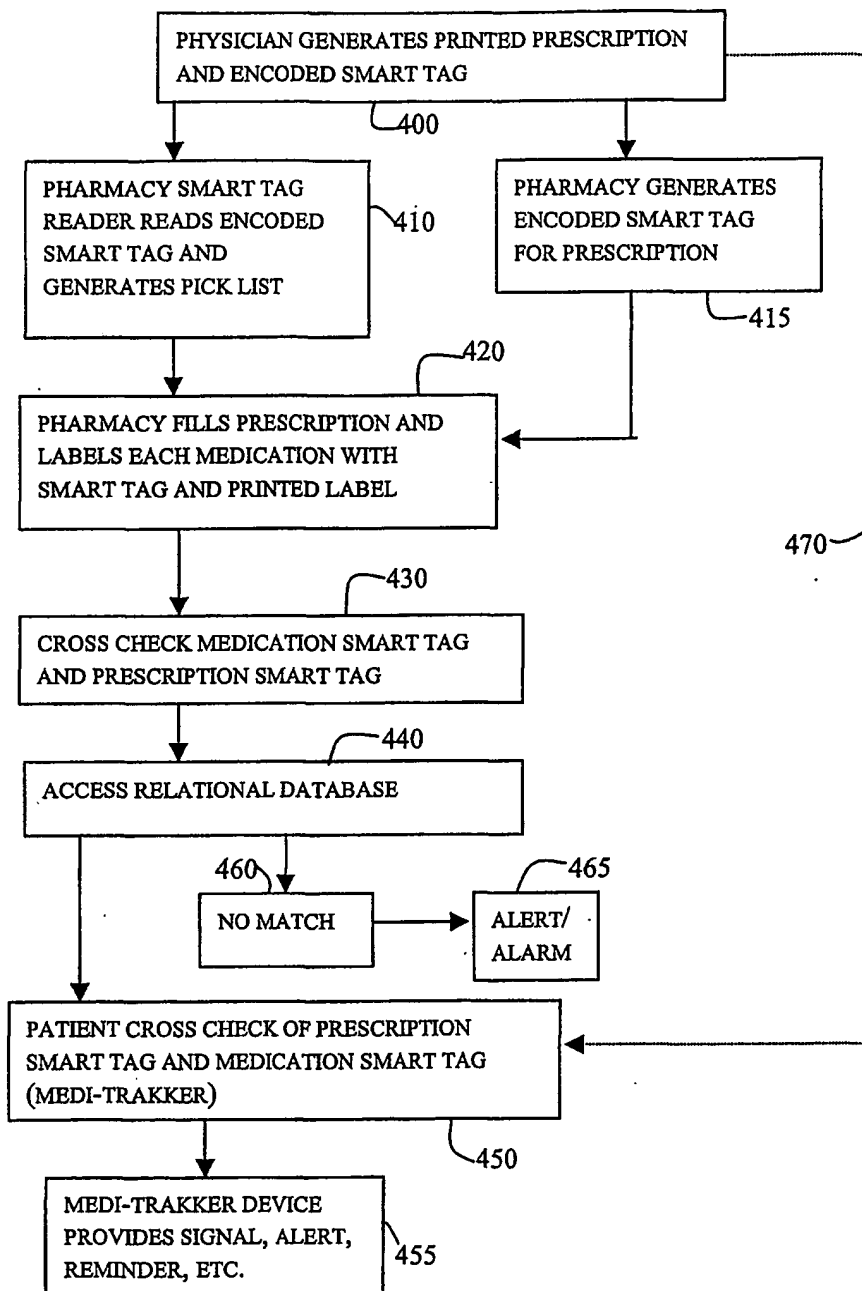 PHYSICIAN GENERATES PRINTED PRESCRIPTION
AND ENCODED SMART TAG
400
PHARMACY SMART TAG
READER READS ENCODED
SMART TAG AND
GENERATES PICK LIST
410
PHARMACY GENERATES
ENCODED SMART TAG
FOR PRESCRIPTION
415
420
PHARMACY FILLS PRESCRIPTION AND
LABELS EACH MEDICATION WITH
SMART TAG AND PRINTED LABEL
470
430
CROSS CHECK MEDICATION SMART TAG
AND PRESCRIPTION SMART TAG
440
ACCESS RELATIONAL DATABASE
460
NO MATCH
465
ALERT/
ALARM
PATIENT CROSS CHECK OF PRESCRIPTION
SMART TAG AND MEDICATION SMART TAG
(MEDI-TRAKKER)
450
MEDI-TRAKKER DEVICE
PROVIDES SIGNAL, ALERT,
REMINDER, ETC.
455